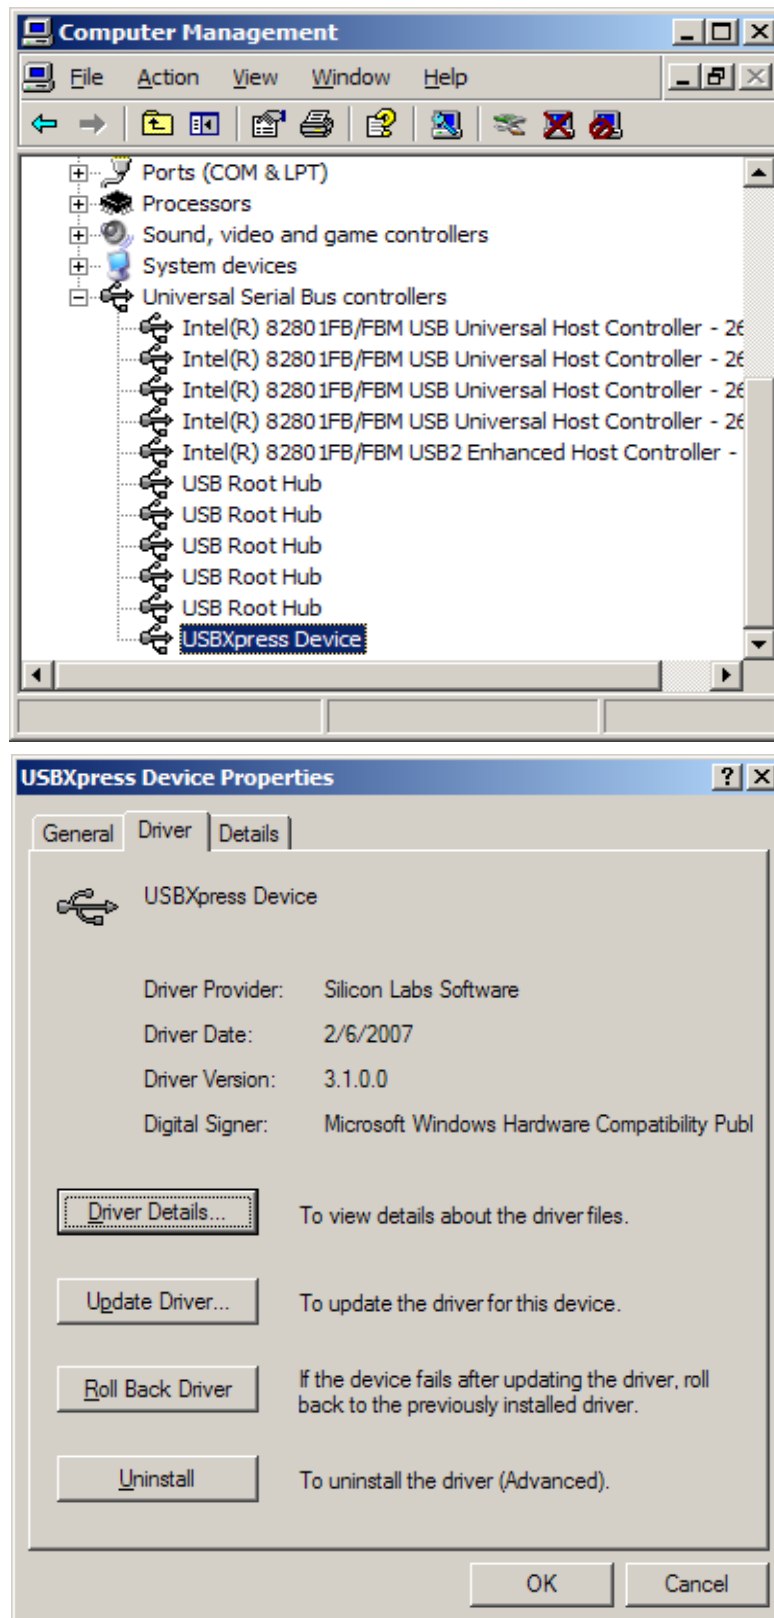 Computer Management
File Action View Window Help
Ports (COM & LPT)
Processors
Sound, video and game controllers
System devices
Universal Serial Bus controllers
Intel(R) 82801FB/FBM USB Universal Host Controller - 26
Intel(R) 82801FB/FBM USB Universal Host Controller - 26
Intel(R) 82801FB/FBM USB Universal Host Controller - 26
Intel(R) 82801FB/FBM USB Universal Host Controller - 26
Intel(R) 82801FB/FBM USB2 Enhanced Host Controller -
USB Root Hub
USB Root Hub
USB Root Hub
USB Root Hub
USB Root Hub
USBXpress Device
USBXpress Device Properties
General Driver Details
USBXpress Device
Driver Provider: Silicon Labs Software
Driver Date: 2/6/2007
Driver Version: 3.1.0.0
Digital Signer: Microsoft Windows Hardware Compatibility Publ
Driver Details... To view details about the driver files.
Update Driver... To update the driver for this device.
Roll Back Driver If the device fails after updating the driver, roll
back to the previously installed driver.
Uninstall To uninstall the driver (Advanced).
OK Cancel